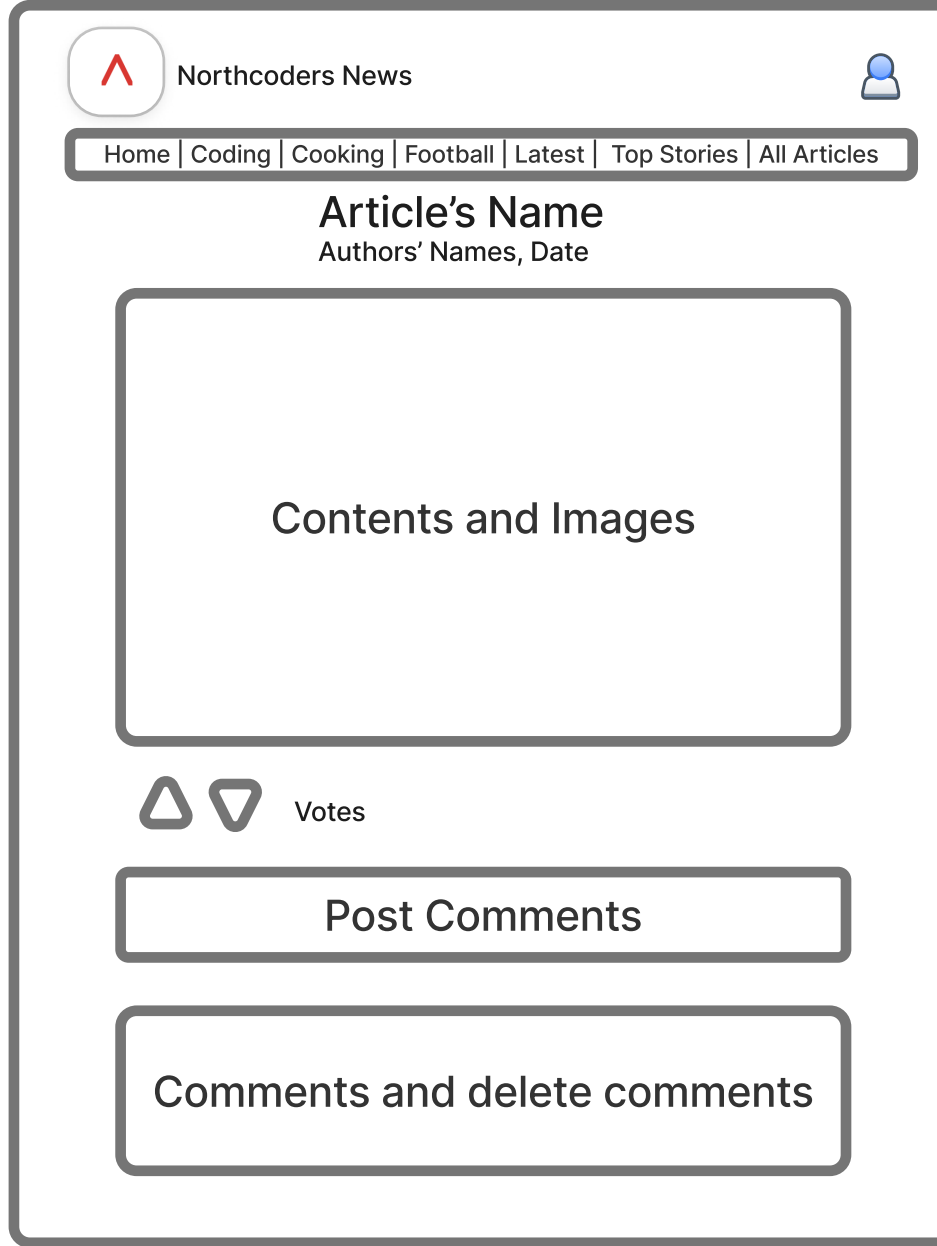 Northcoders News
Home | Coding | Cooking | Football | Latest | Top Stories | All Articles
Article’s Name
Authors’ Names, Date
Contents and Images
Votes
Post Comments
Comments and delete comments